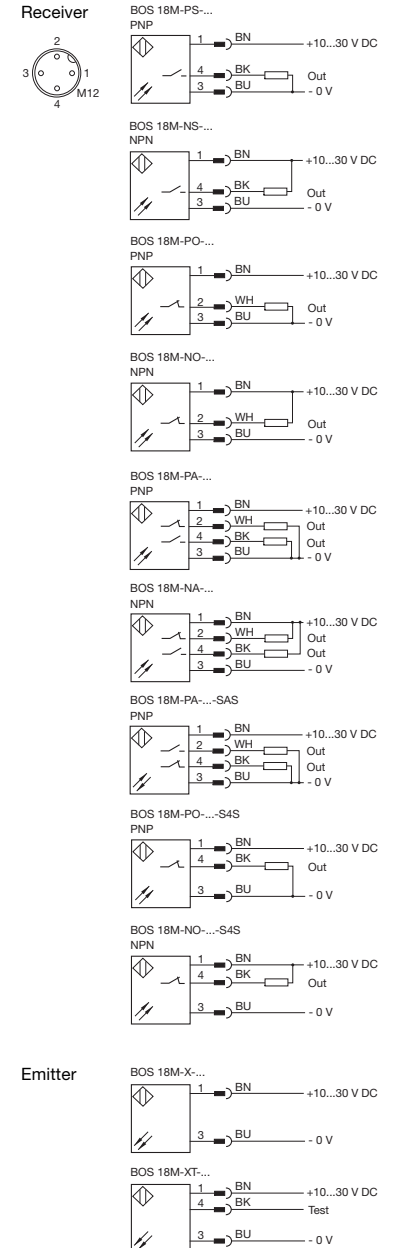 Receiver
2
3 1
M12
4
BOS 18M-PS-...
PNP
1 BN +10...30 V DC
4 BK Out
3 BU - 0 V
BOS 18M-NS-...
NPN
1 BN +10...30 V DC
4 BK Out
3 BU - 0 V
BOS 18M-PO-...
PNP
1 BN +10...30 V DC
2 WH Out
3 BU - 0 V
BOS 18M-NO-...
NPN
1 BN +10...30 V DC
2 WH Out
3 BU - 0 V
BOS 18M-PA-...
PNP
1 BN +10...30 V DC
2 WH Out
4 BK Out
3 BU - 0 V
BOS 18M-NA-...
NPN
1 BN +10...30 V DC
2 WH Out
4 BK Out
3 BU - 0 V
BOS 18M-PA-...-SAS
PNP
1 BN +10...30 V DC
2 WH Out
4 BK Out
3 BU - 0 V
BOS 18M-PO-...-S4S
PNP
1 BN +10...30 V DC
4 BK Out
3 BU - 0 V
BOS 18M-NO-...-S4S
NPN
1 BN +10...30 V DC
4 BK Out
3 BU - 0 V
Emitter
BOS 18M-X-...
1 BN +10...30 V DC
3 BU - 0 V
BOS 18M-XT-...
1 BN +10...30 V DC
4 BK Test
3 BU - 0 V